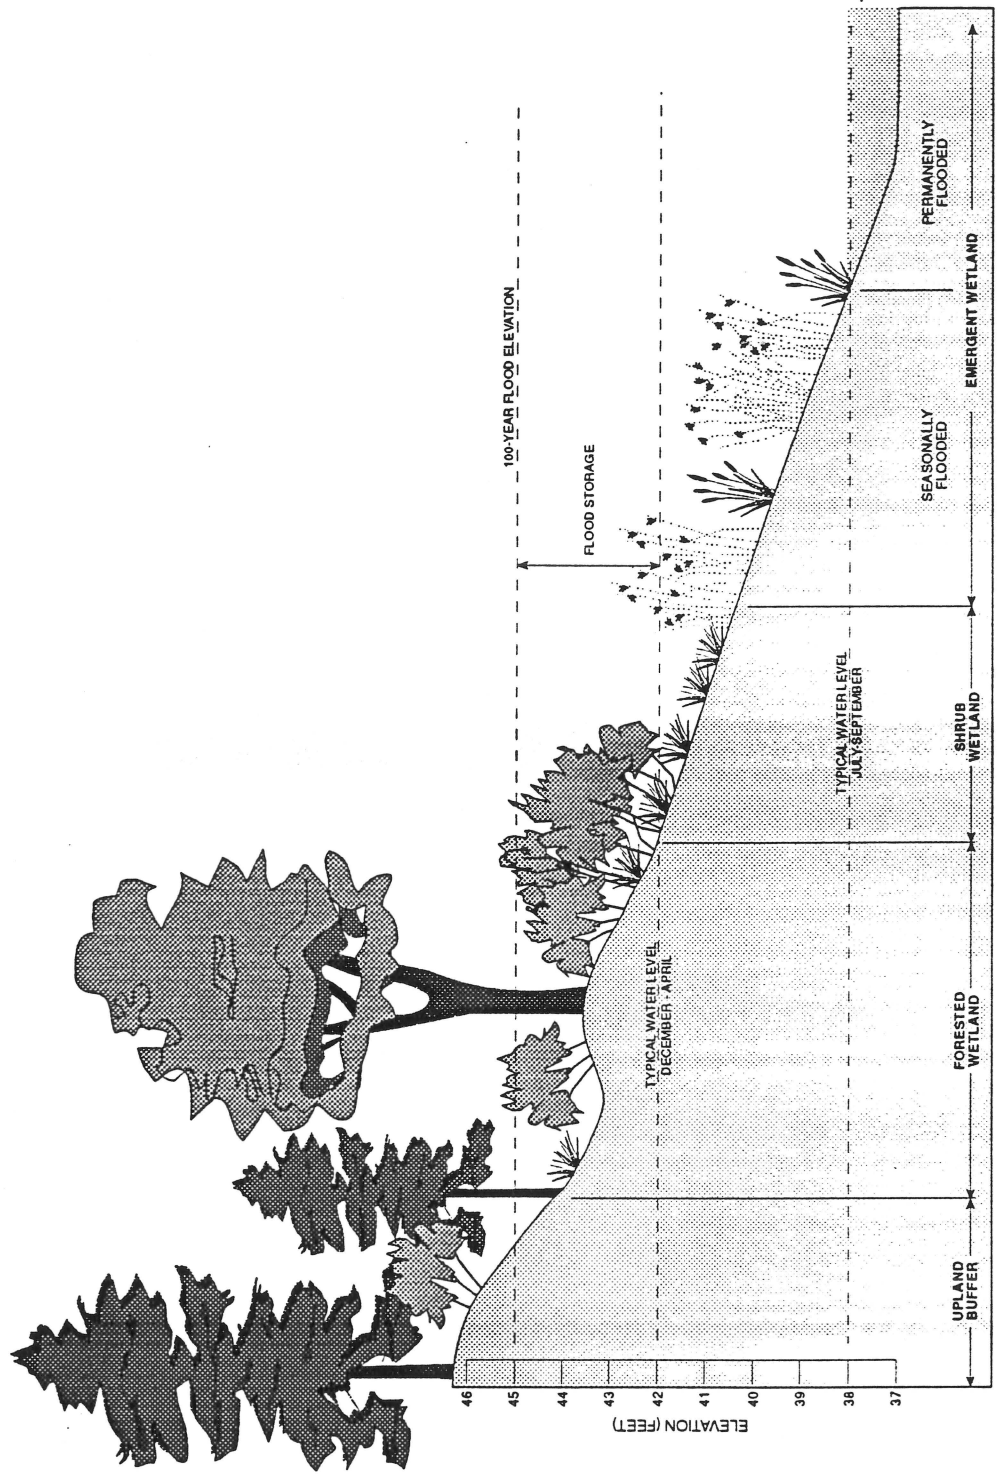 100-YEAR FLOOD ELEVATION
FLOOD STORAGE
TYPICAL WATER LEVEL
DECEMBER - APRIL
TYPICAL WATER LEVEL
JULY-SEPTEMBER
ELEVATION (FEET)
46
45
44
43
42
41
40
39
38
37
SEASONALLY
FLOODED
PERMANENTLY
FLOODED
UPLAND
BUFFER
FORESTED
WETLAND
SHRUB
WETLAND
EMERGENT WETLAND